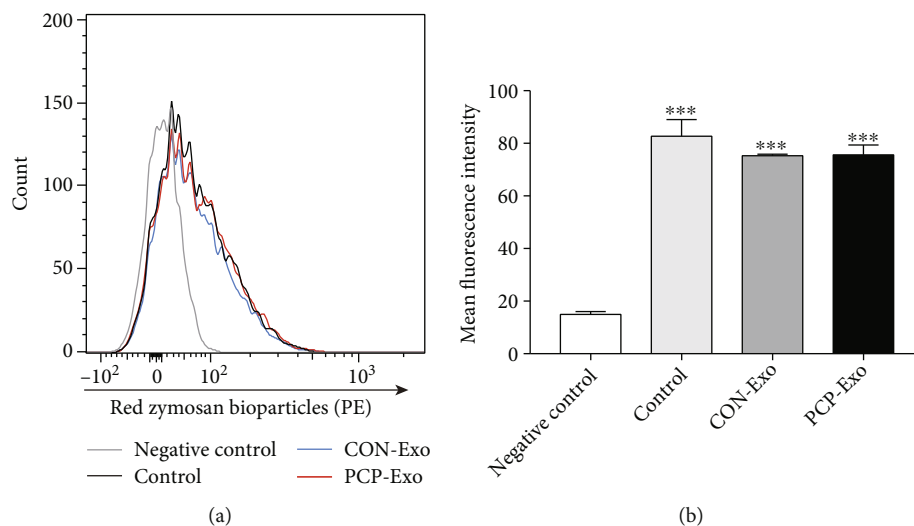 200
150
100
50
0
Count
−10²
0
10²
10³
Red zymosan bioparticles (PE)
Negative control
CON-Exo
Control
PCP-Exo
(a)
100
80
60
40
20
0
Mean fluorescence intensity
***
***
***
Negative control
Control
CON-Exo
PCP-Exo
(b)